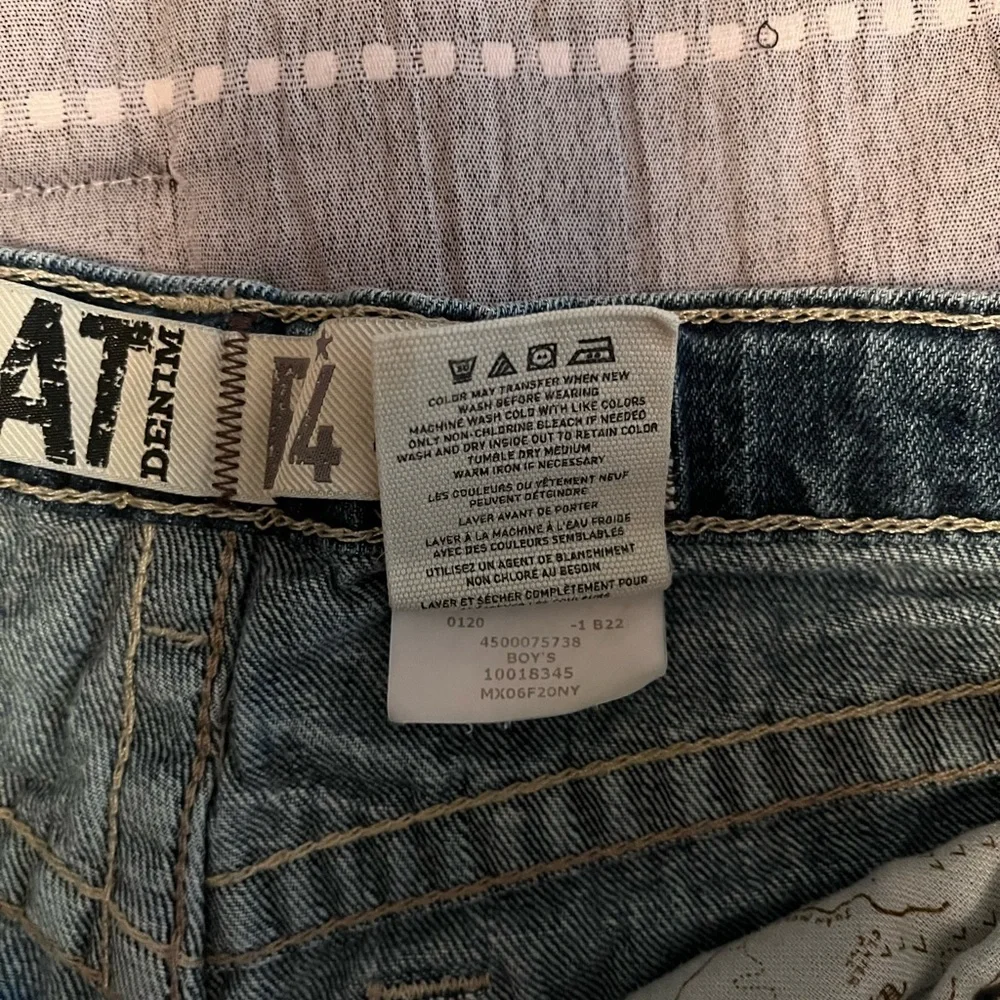 AT
DENIM
14
COLOR MAY TRANSFER WHEN NEW
WASH BEFORE WEARING
MACHINE WASH COLD WITH LIKE COLORS
ONLY NON-CHLORINE BLEACH IF NEEDED
WASH AND DRY INSIDE OUT TO RETAIN COLOR
TUMBLE DRY MEDIUM
WARM IRON IF NECESSARY
LES COULEURS DU VÊTEMENT NEUF
PEUVENT DÉTEINDRE
LAVER AVANT DE PORTER
LAVER À LA MACHINE À L'EAU FROIDE
AVEC DES COULEURS SEMBLABLES
UTILISEZ UN AGENT DE BLANCHIMENT
NON CHLORÉ AU BESOIN
LAVER ET SÉCHER COMPLÈTEMENT POUR
0120 -1 B22
4500075738
BOY'S
10018345
MX06F20NY